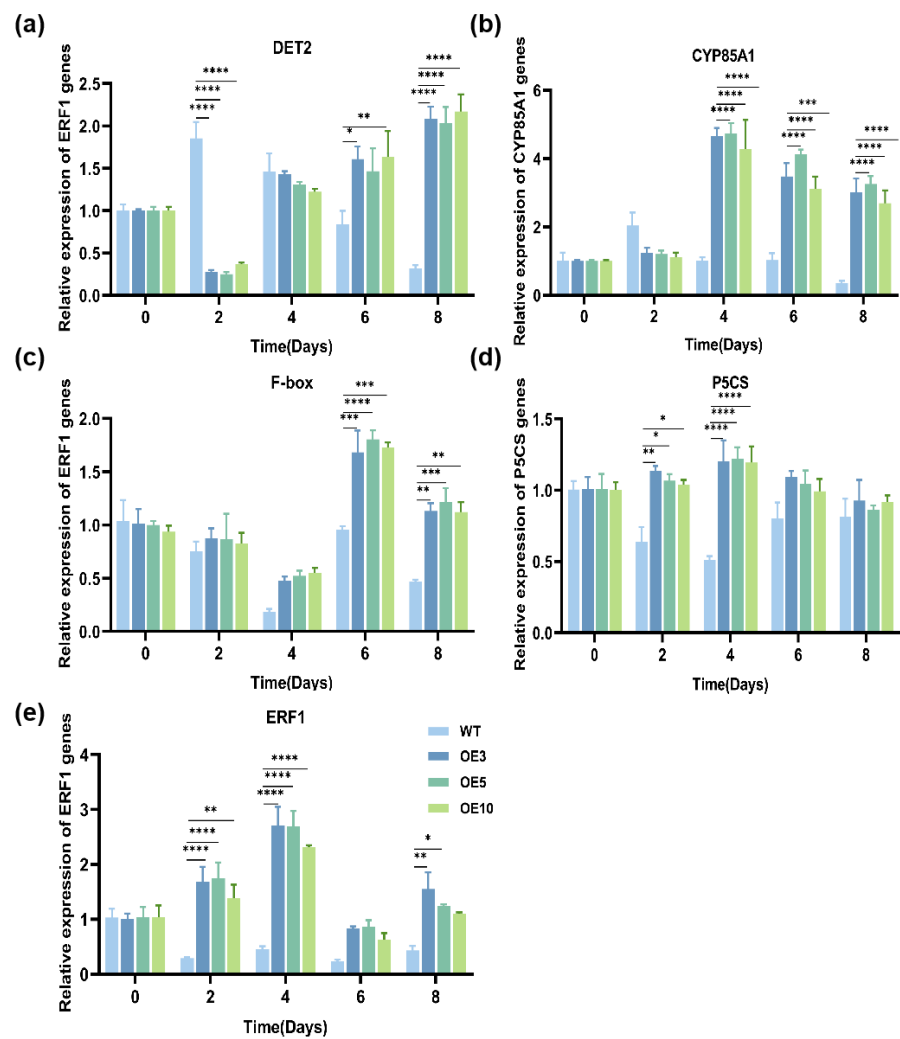 (a)
DET2
Relative expression of ERF1 genes
2.5
2.0
1.5
1.0
0.5
0.0
****
****
****
* **
****
****
****
0 2 4 6 8
Time(Days)
(b)
CYP85A1
Relative expression of CYP85A1 genes
6
4
2
0
****
****
****
***
****
****
****
****
****
0 2 4 6 8
Time(Days)
(c)
F-box
Relative expression of ERF1 genes
2.0
1.5
1.0
0.5
0.0
***
****
***
**
***
**
0 2 4 6 8
Time(Days)
(d)
P5CS
Relative expression of P5CS genes
1.5
1.0
0.5
0.0
*
*
**
****
****
****
0 2 4 6 8
Time(Days)
(e)
ERF1
Relative expression of ERF1 genes
4
3
2
1
0
**
****
****
****
****
****
*
**
0 2 4 6 8
Time(Days)
WT
OE3
OE5
OE10